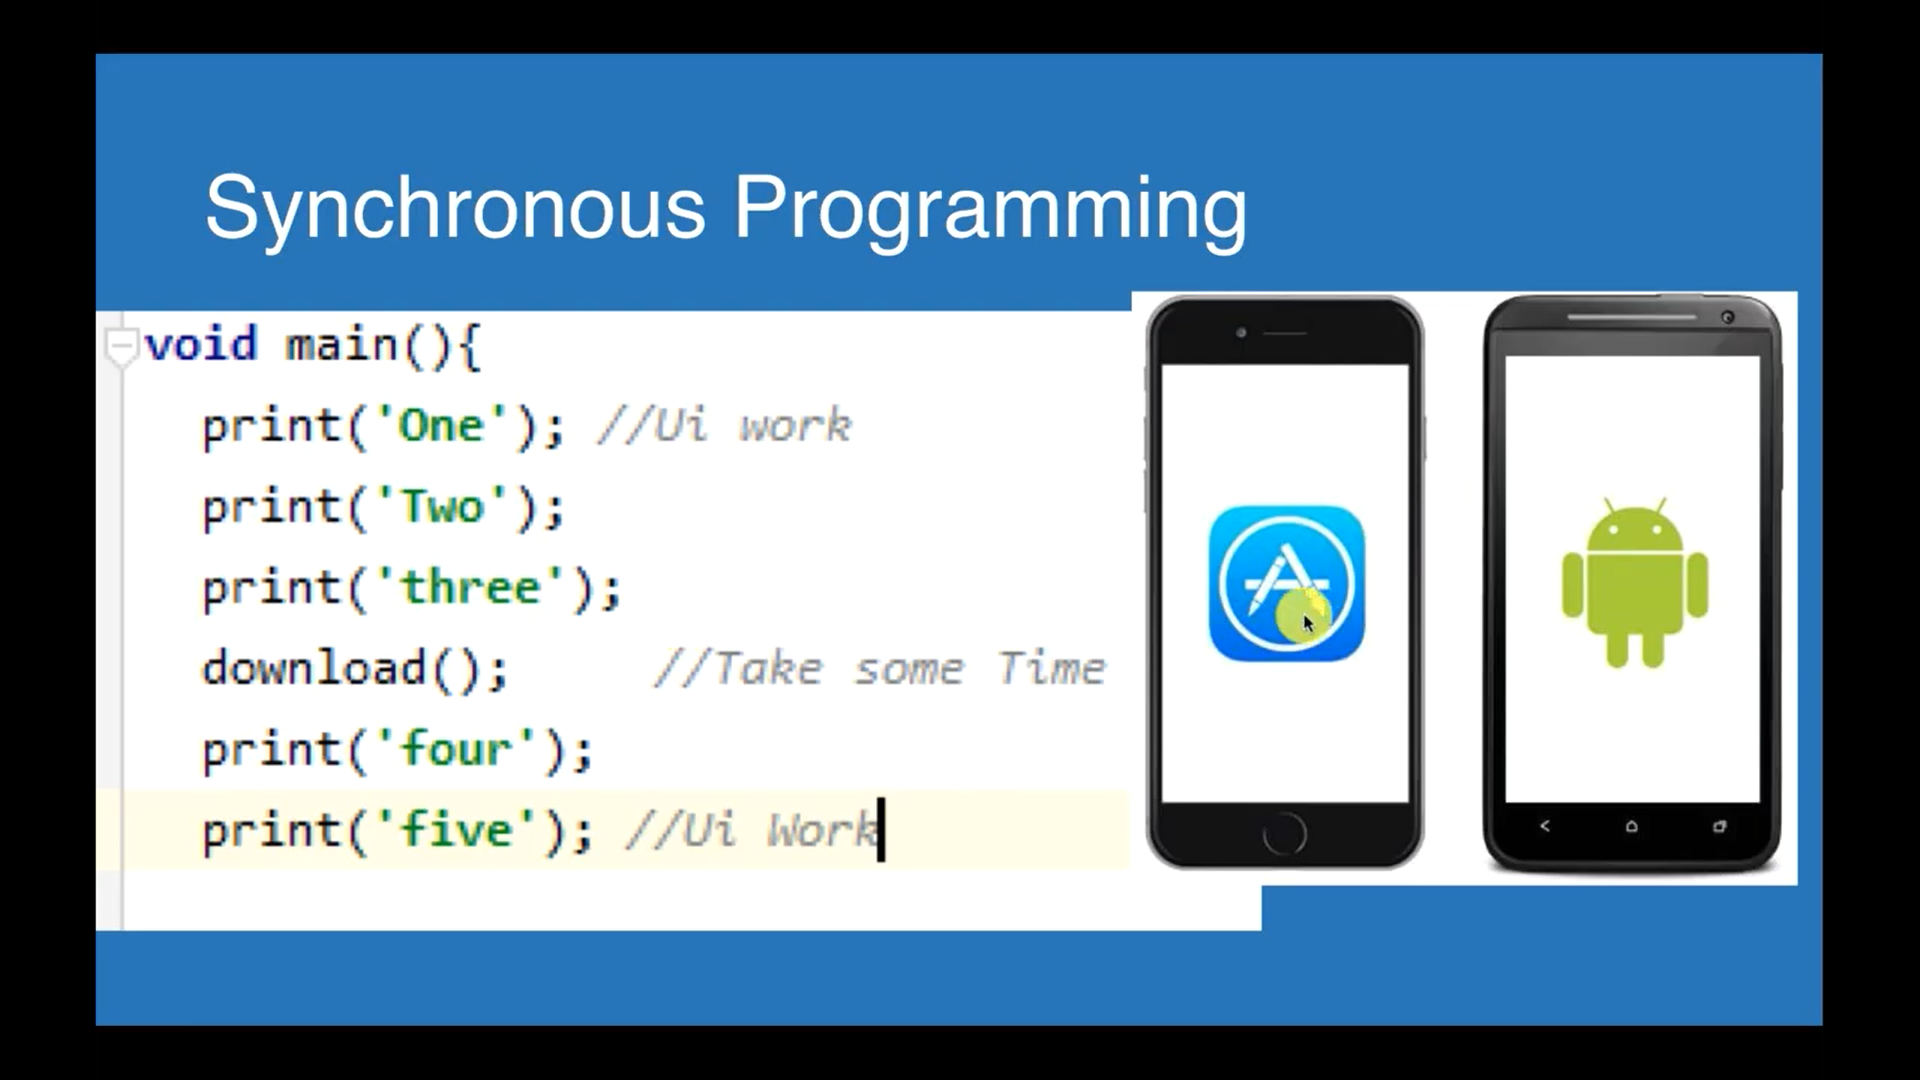 Synchronous Programming
void main(){
print('One'); //Ui work
print('Two');
print('three');
download(); //Take some Time
print('four');
print('five'); //Ui Work